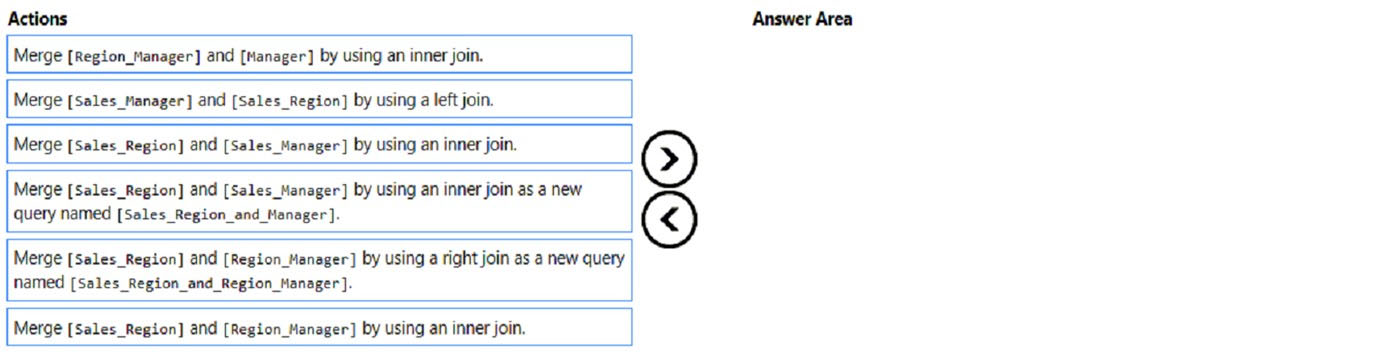 Actions
Answer Area
Merge [Region_Manager] and [Manager] by using an inner join.
Merge [Sales_Manager] and [Sales_Region] by using a left join.
Merge [Sales_Region] and [Sales_Manager] by using an inner join.
Merge [Sales_Region] and [Sales_Manager] by using an inner join as a new
query named [Sales_Region_and_Manager].
Merge [Sales_Region] and [Region_Manager] by using a right join as a new query
named [Sales_Region_and_Region_Manager].
Merge [Sales_Region] and [Region_Manager] by using an inner join.